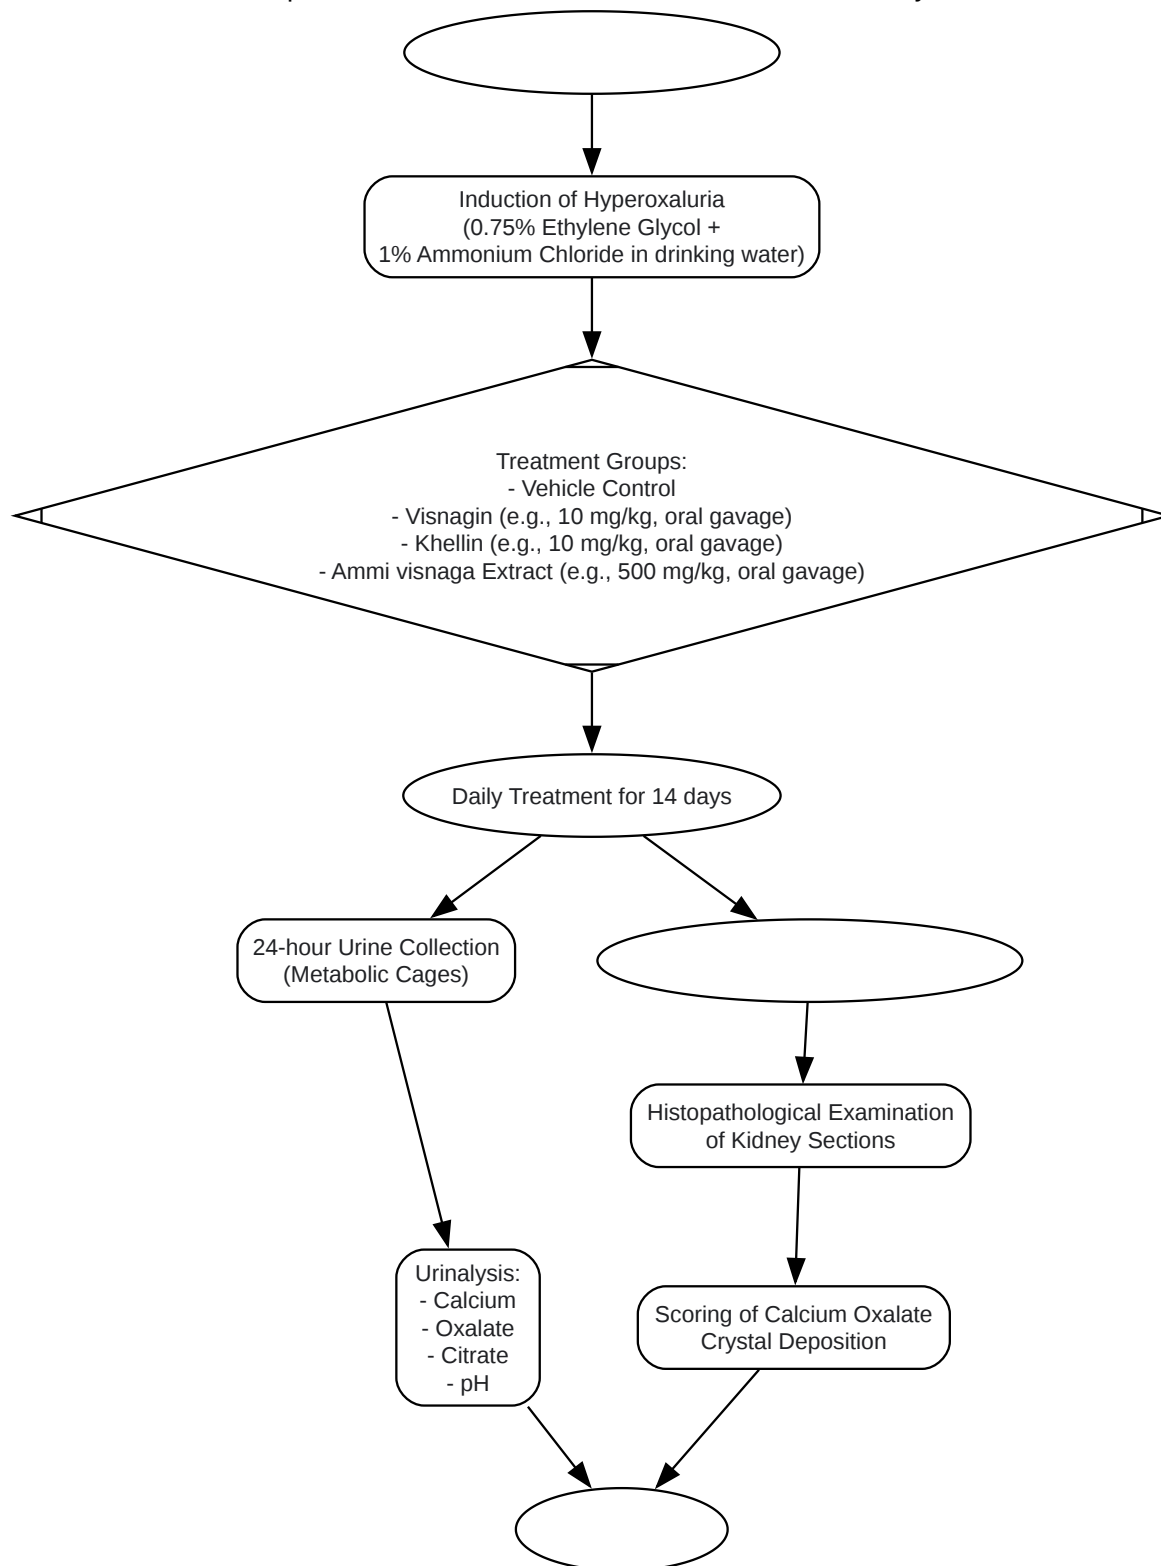 Induction of Hyperoxaluria
(0.75% Ethylene Glycol +
1% Ammonium Chloride in drinking water)
Treatment Groups:
- Vehicle Control
- Visnagin (e.g., 10 mg/kg, oral gavage)
- Khellin (e.g., 10 mg/kg, oral gavage)
- Ammi visnaga Extract (e.g., 500 mg/kg, oral gavage)
Daily Treatment for 14 days
24-hour Urine Collection
(Metabolic Cages)
Histopathological Examination
of Kidney Sections
Urinalysis:
- Calcium
- Oxalate
- Citrate
- pH
Scoring of Calcium Oxalate
Crystal Deposition